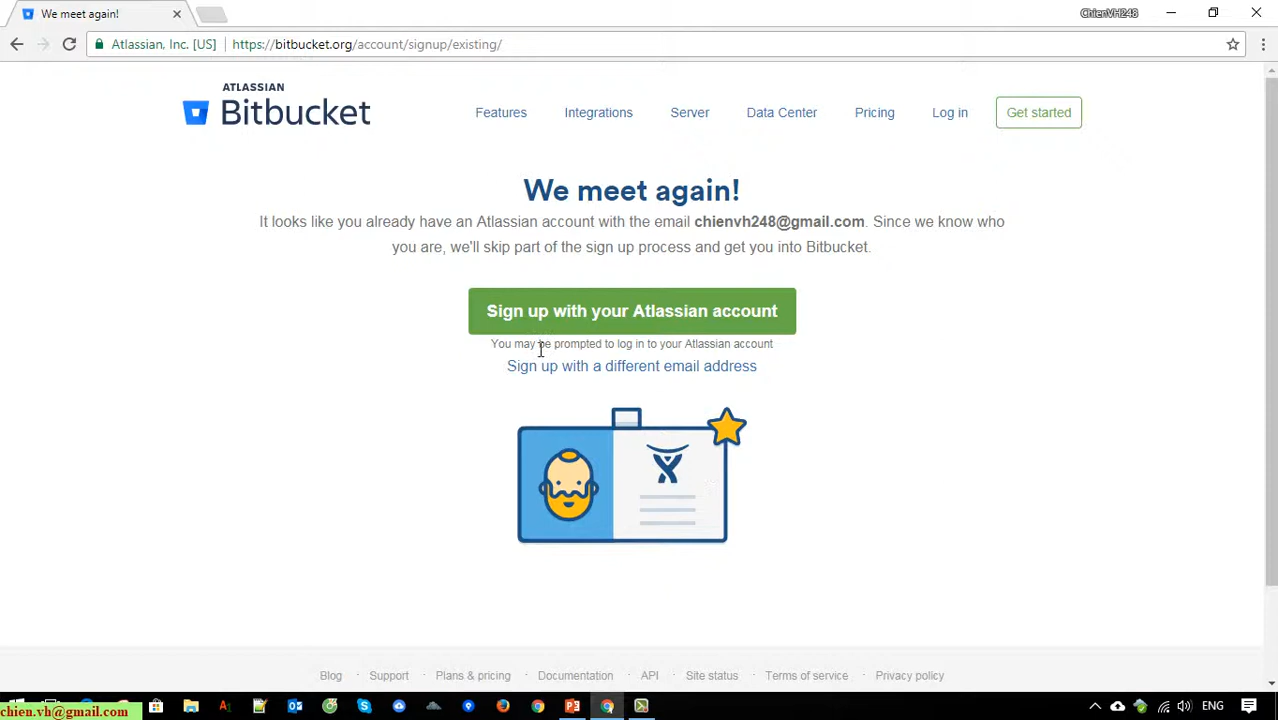 We meet again!
ChienVH248
Atlassian, Inc. [US]
https://bitbucket.org/account/signup/existing/
ATLASSIAN
Bitbucket
Features
Integrations
Server
Data Center
Pricing
Log in
Get started
We meet again!
It looks like you already have an Atlassian account with the email chienvh248@gmail.com. Since we know who
you are, we'll skip part of the sign up process and get you into Bitbucket.
Sign up with your Atlassian account
You may be prompted to log in to your Atlassian account
Sign up with a different email address
Blog · Support · Plans & pricing · Documentation · API · Site status · Terms of service · Privacy policy
chien.vh@gmail.com
ENG